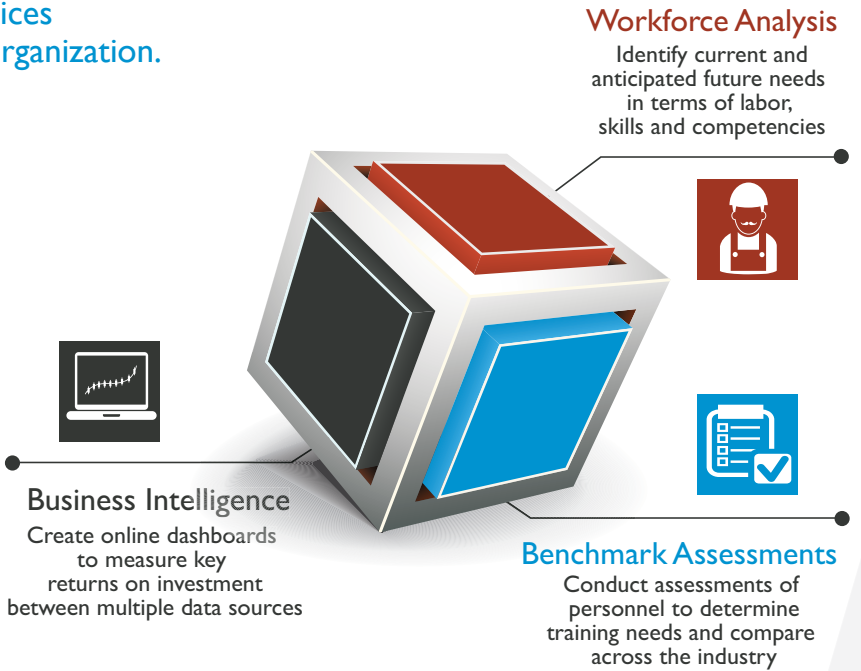 ices
rganization.
Workforce Analysis
Identify current and
anticipated future needs
in terms of labor,
skills and competencies
Business Intelligence
Create online dashboards
to measure key
returns on investment
between multiple data sources
Benchmark Assessments
Conduct assessments of
personnel to determine
training needs and compare
across the industry